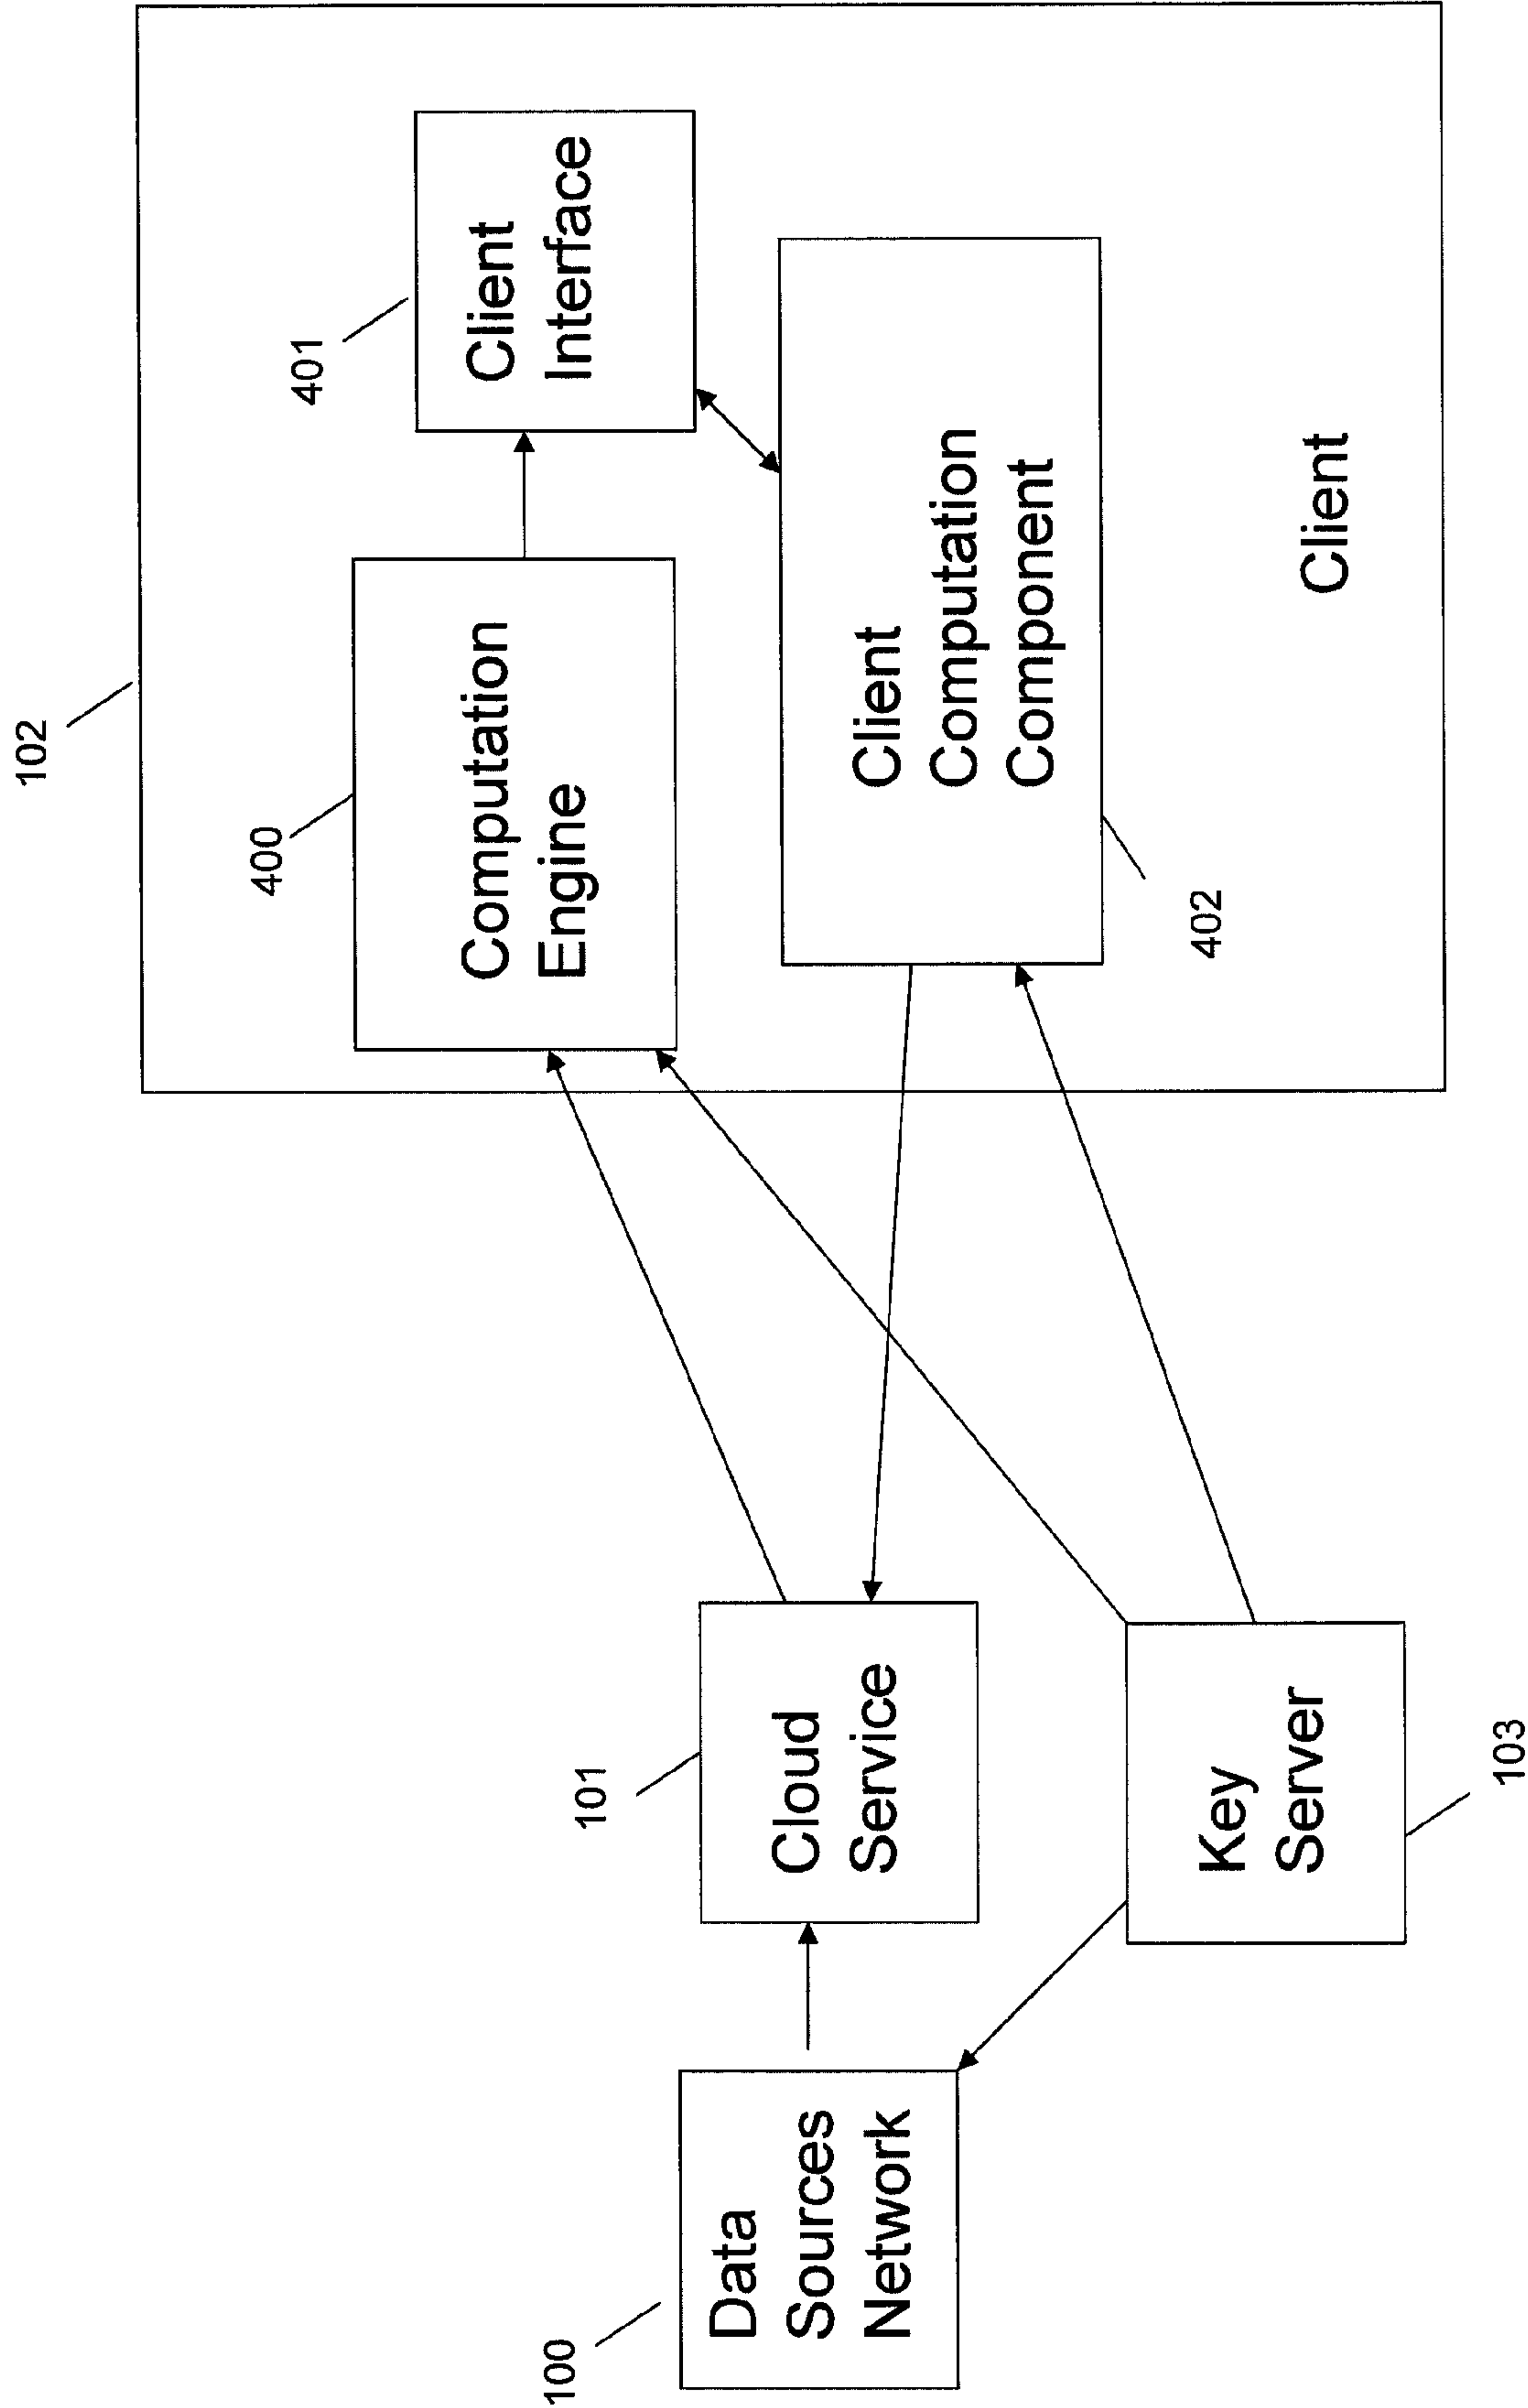 102
401
Client
Interface
400
Computation
Engine
Client
Computation
Component
402
Client
101
Cloud
Service
100
Data
Sources
Network
Key
Server
103